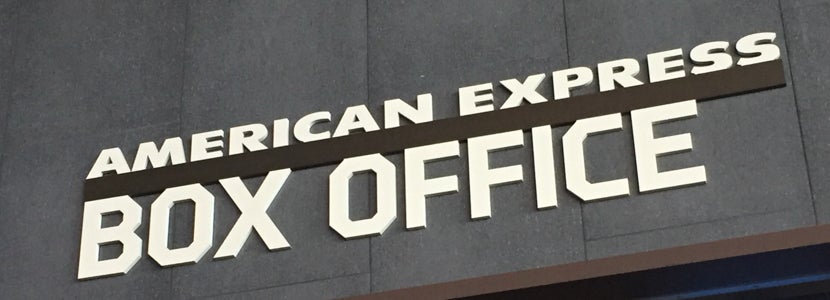 AMERICAN EXPRESS
BOX OFFICE